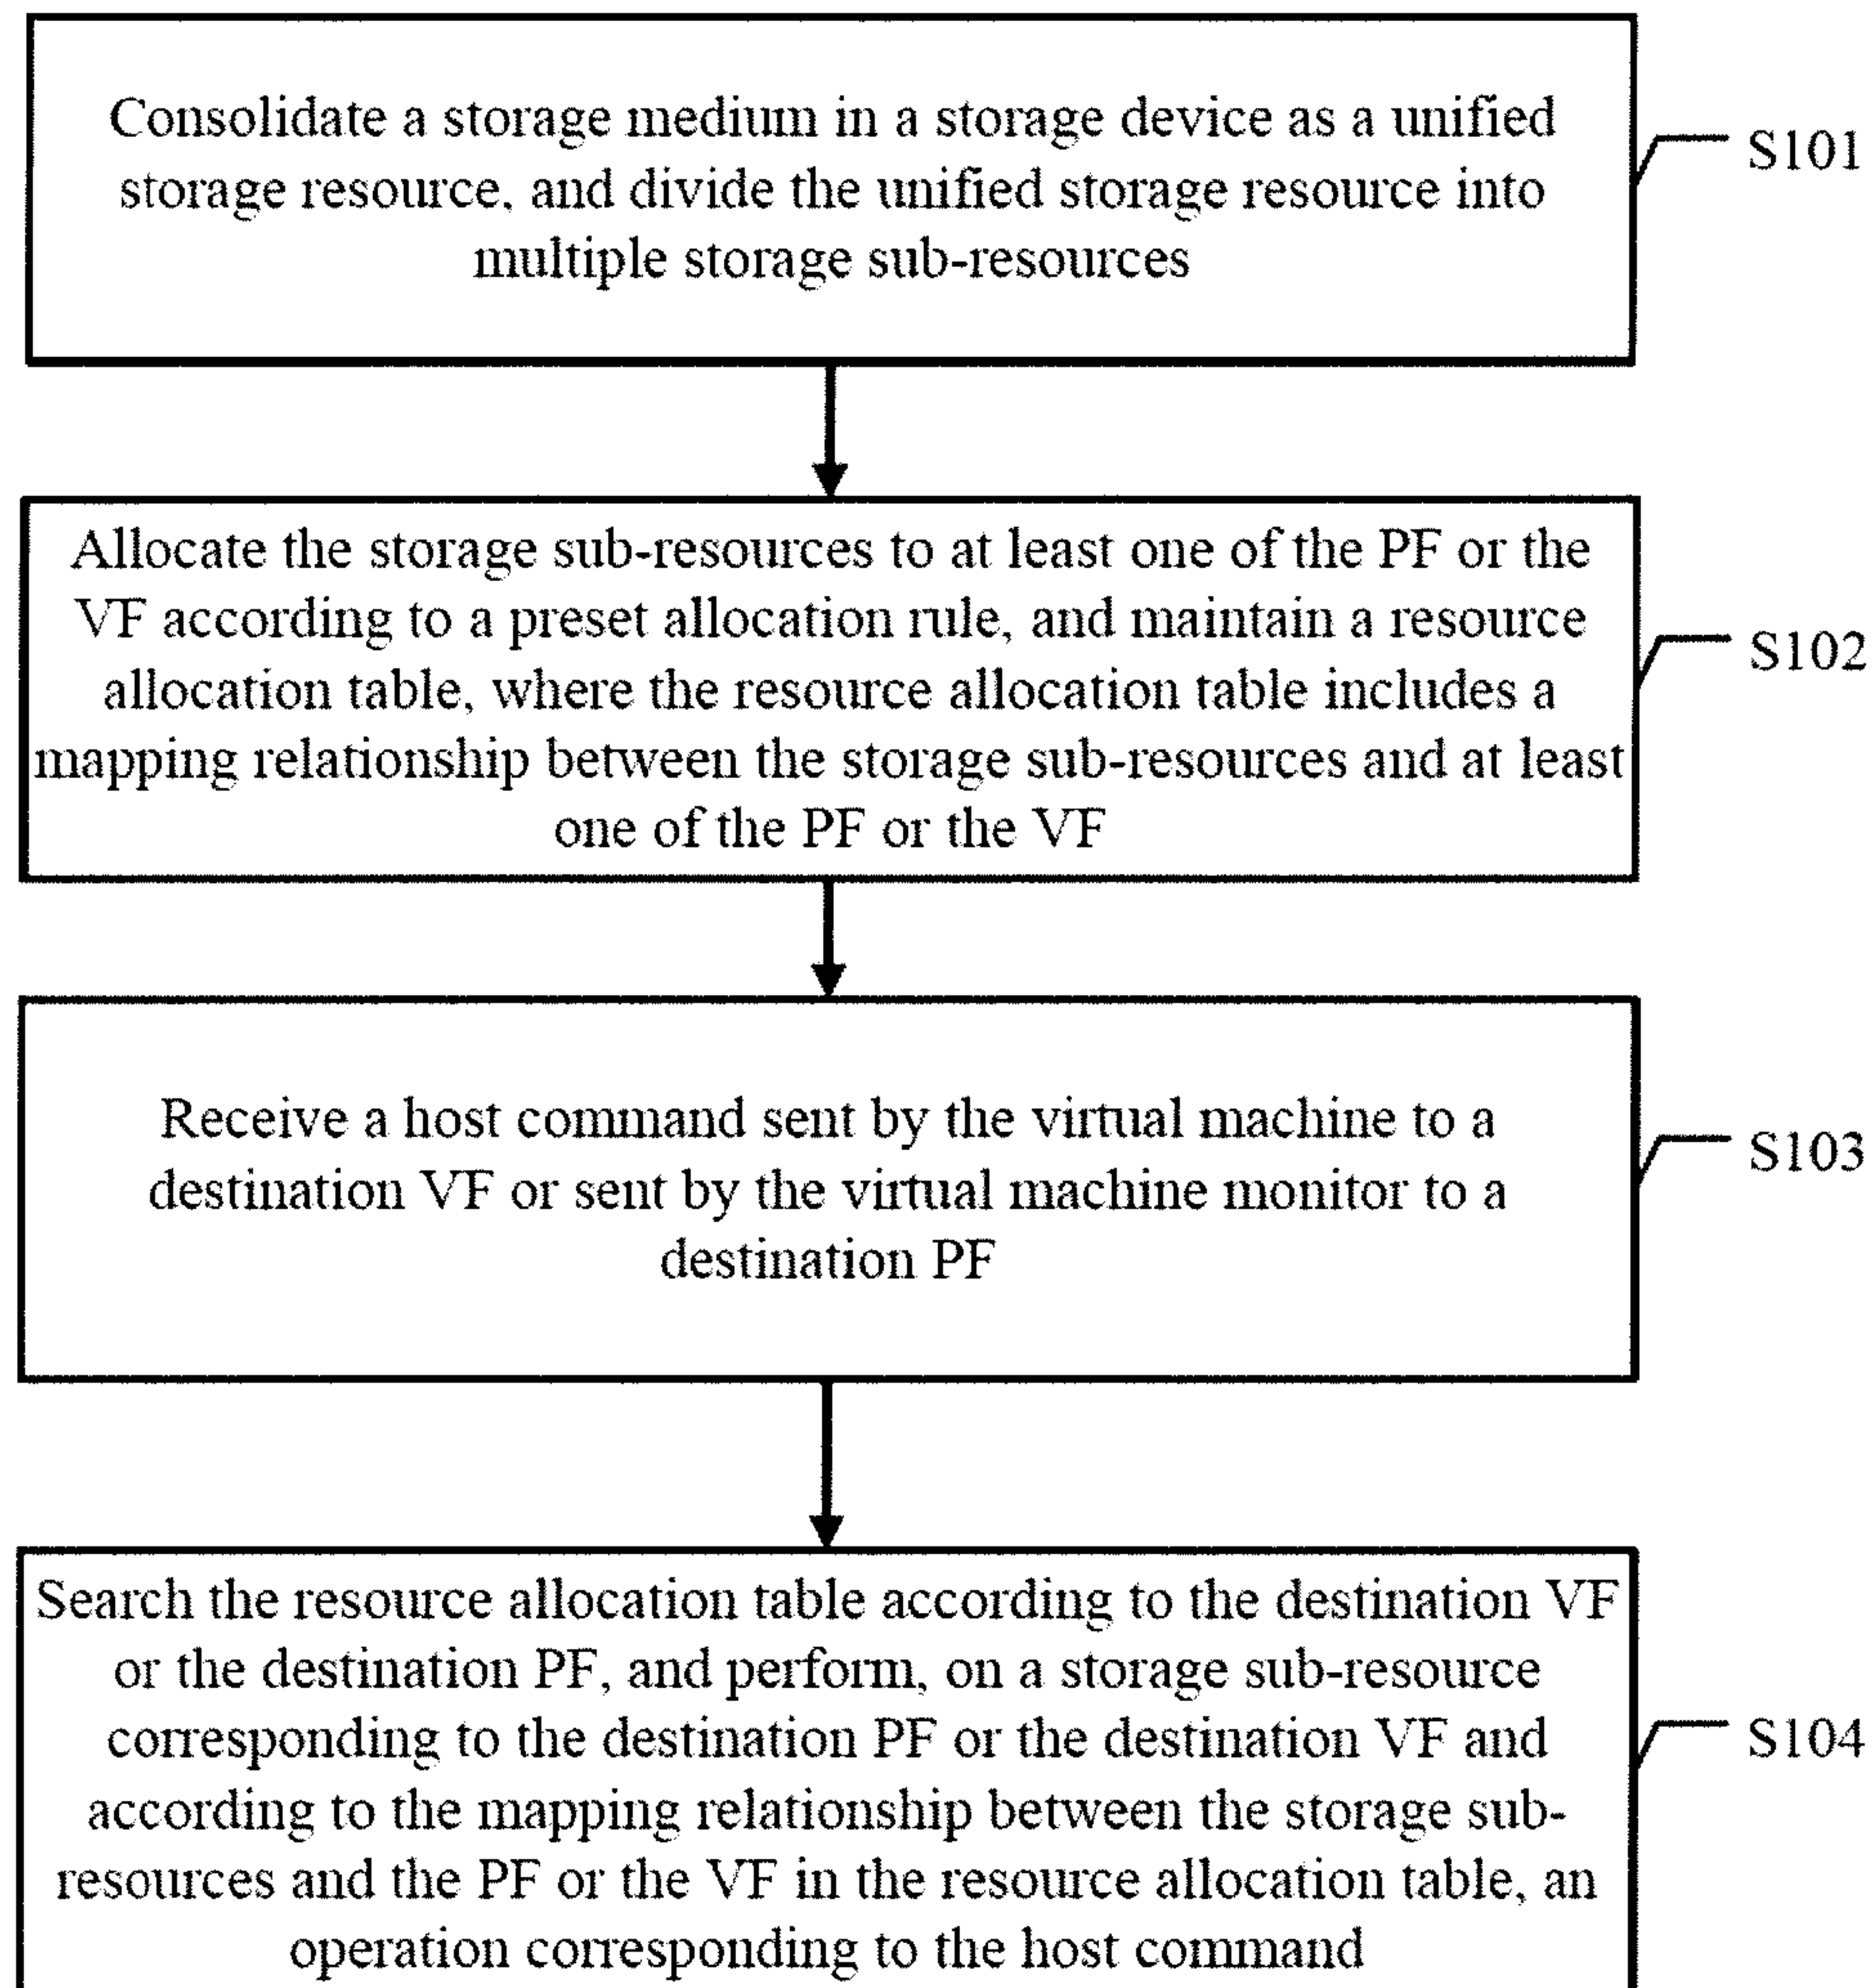 Consolidate a storage medium in a storage device as a unified
storage resource, and divide the unified storage resource into
multiple storage sub-resources
S101
Allocate the storage sub-resources to at least one of the PF or the
VF according to a preset allocation rule, and maintain a resource
allocation table, where the resource allocation table includes a
mapping relationship between the storage sub-resources and at least
one of the PF or the VF
S102
Receive a host command sent by the virtual machine to a
destination VF or sent by the virtual machine monitor to a
destination PF
S103
Search the resource allocation table according to the destination VF
or the destination PF, and perform, on a storage sub-resource
corresponding to the destination PF or the destination VF and
according to the mapping relationship between the storage sub-
resources and the PF or the VF in the resource allocation table, an
operation corresponding to the host command
S104